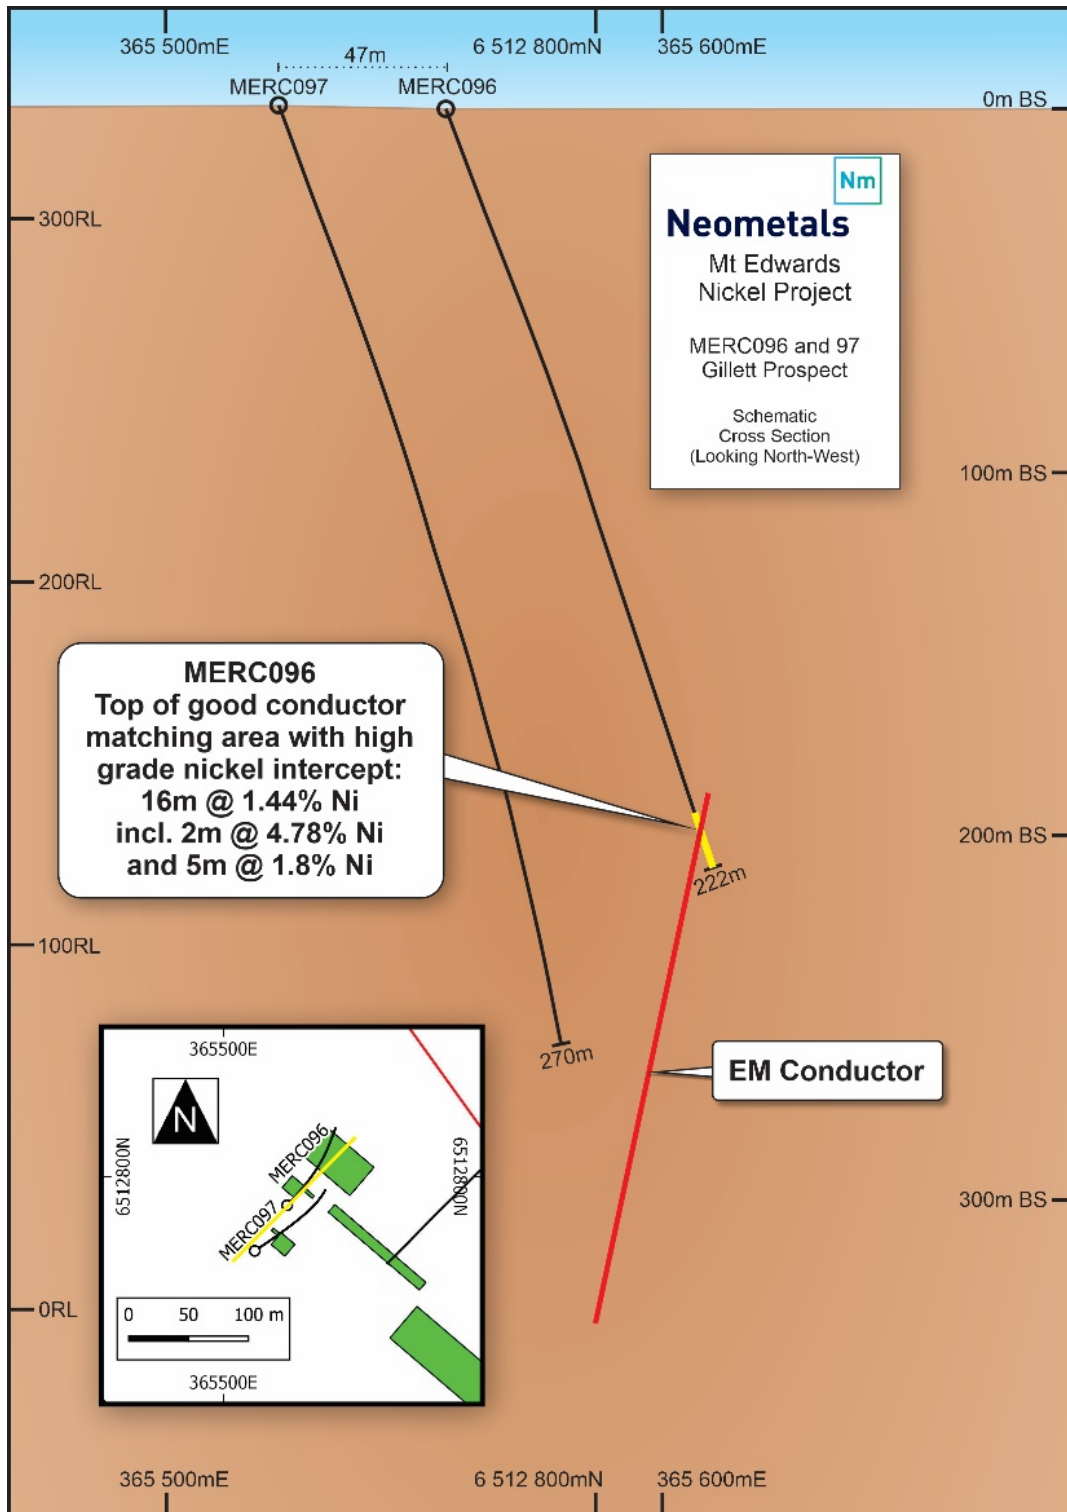 365 500mE
6 512 800mN
365 600mE
47m
MERC097
MERC096
0m BS
300RL
Nm
Neometals
Mt Edwards
Nickel Project
MERC096 and 97
Gillett Prospect
Schematic
Cross Section
(Looking North-West)
100m BS
200RL
MERC096
Top of good conductor
matching area with high
grade nickel intercept:
16m @ 1.44% Ni
incl. 2m @ 4.78% Ni
and 5m @ 1.8% Ni
200m BS
222m
100RL
270m
EM Conductor
365500E
N
6512800N
MERC096
MERC097
6512800N
0 50 100 m
365500E
300m BS
0RL
365 500mE
6 512 800mN
365 600mE